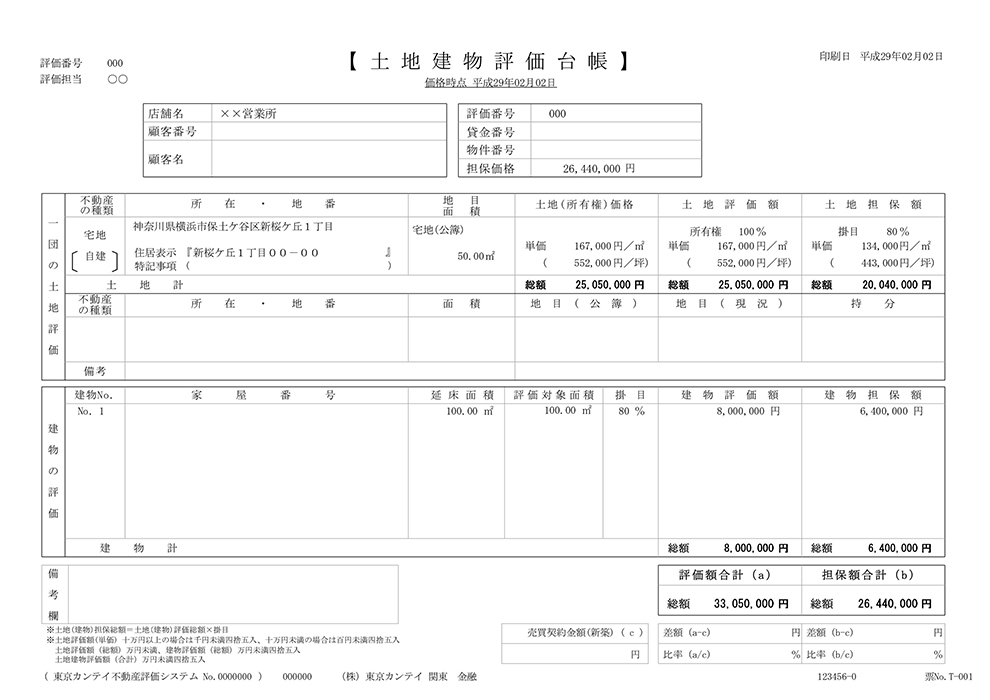 評価番号 000
評価担当 〇〇
【 土 地 建 物 評 価 台 帳 】
価格時点 平成29年02月02日
印刷日 平成29年02月02日
店舗名 ××営業所
顧客番号
顧客名
評価番号 000
貸金番号
物件番号
担保価格 26,440,000 円
一団の土地評価
不動産の種類 所 在 ・ 地 番 地 目 面 積 土地(所有権)価格 土 地 評 価 額 土 地 担 保 額
宅地 〔 自建 〕
神奈川県横浜市保土ケ谷区新桜ケ丘1丁目
住居表示 『新桜ケ丘1丁目00-00 』
特記事項 ( )
宅地(公簿)
50.00㎡
単価 167,000円/㎡
( 552,000円/坪)
所有権 100%
単価 167,000円/㎡
( 552,000円/坪)
掛目 80%
単価 134,000円/㎡
( 443,000円/坪)
土 地 計 総額 25,050,000 円 総額 25,050,000 円 総額 20,040,000 円
不動産の種類 所 在 ・ 地 番 面 積 地 目 ( 公 簿 ) 地 目 ( 現 況 ) 持 分
備考
建物の評価
建物No. 家 屋 番 号 延床面積 評価対象面積 掛 目 建 物 評 価 額 建 物 担 保 額
No. 1 100.00 ㎡ 100.00 ㎡ 80 % 8,000,000 円 6,400,000 円
建 物 計 総額 8,000,000 円 総額 6,400,000 円
備考欄
評価額合計(a) 担保額合計(b)
総額 33,050,000 円 総額 26,440,000 円
※土地(建物)担保総額=土地(建物)評価総額×掛目
※土地評価額(単価) 十万円以上の場合は千円未満四捨五入、十万円未満の場合は百円未満四捨五入
土地評価額(総額)万円未満、建物評価額(総額)万円未満四捨五入
土地建物評価額(合計)万円未満四捨五入
売買契約金額(新築)(c)
円
差額 (a-c) 円 差額 (b-c) 円
比率 (a/c) % 比率 (b/c) %
( 東京カンテイ不動産評価システム No.0000000 ) 000000 (株) 東京カンテイ 関東 金融
123456-0 票No.T-001